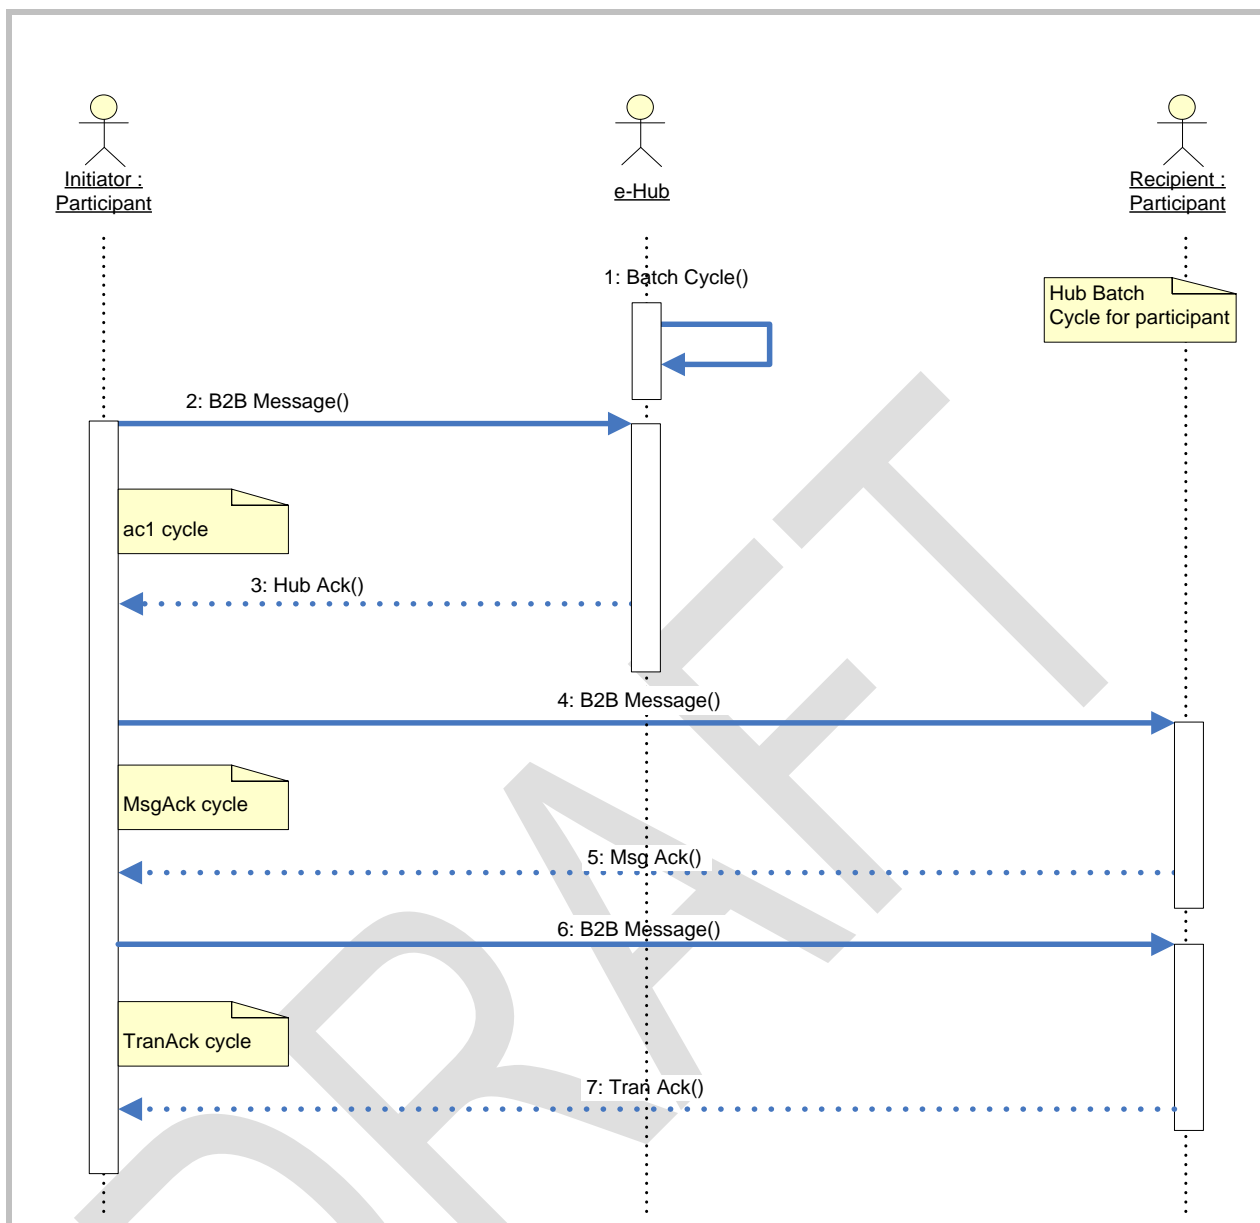 Initiator :
Participant
e-Hub
Recipient :
Participant
1: Batch Cycle()
Hub Batch
Cycle for participant
2: B2B Message()
ac1 cycle
3: Hub Ack()
4: B2B Message()
MsgAck cycle
5: Msg Ack()
6: B2B Message()
TranAck cycle
7: Tran Ack()
DRAFT